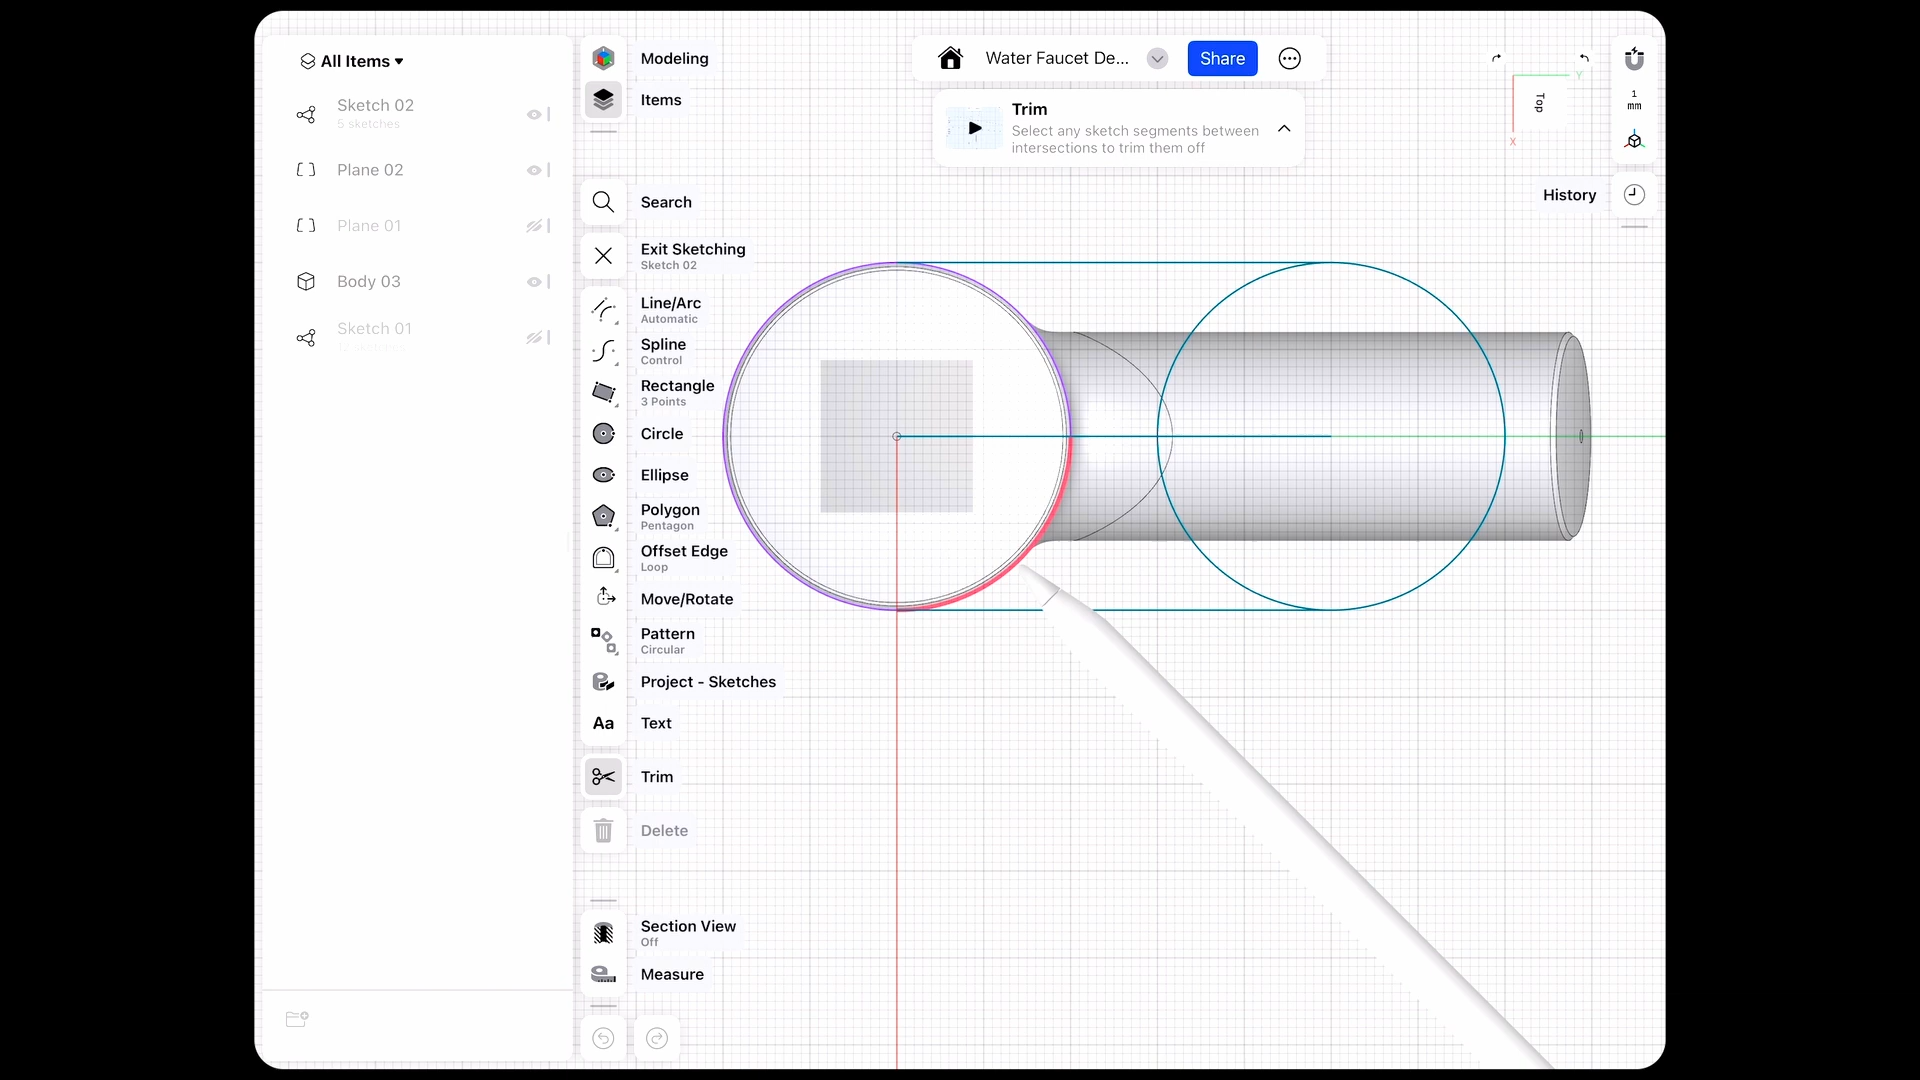 All Items
Sketch 02
5 sketches
Plane 02
Plane 01
Body 03
Sketch 01
Modeling
Items
Search
Exit Sketching
Sketch 02
Line/Arc
Automatic
Spline
Control
Rectangle
3 Points
Circle
Ellipse
Polygon
Pentagon
Offset Edge
Loop
Move/Rotate
Pattern
Circular
Project - Sketches
Aa
Text
Trim
Delete
Section View
Off
Measure
Water Faucet De...
Share
Trim
Select any sketch segments between
intersections to trim them off
Y
Top
X
1
mm
History